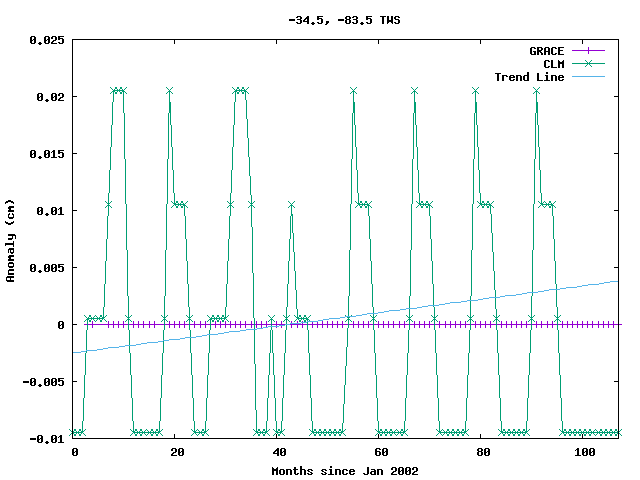 -34.5, -83.5 TWS
GRACE
CLM
Trend Line
0.025
0.02
0.015
0.01
0.005
0
-0.005
-0.01
Anomaly (cm)
0 20 40 60 80 100
Months since Jan 2002